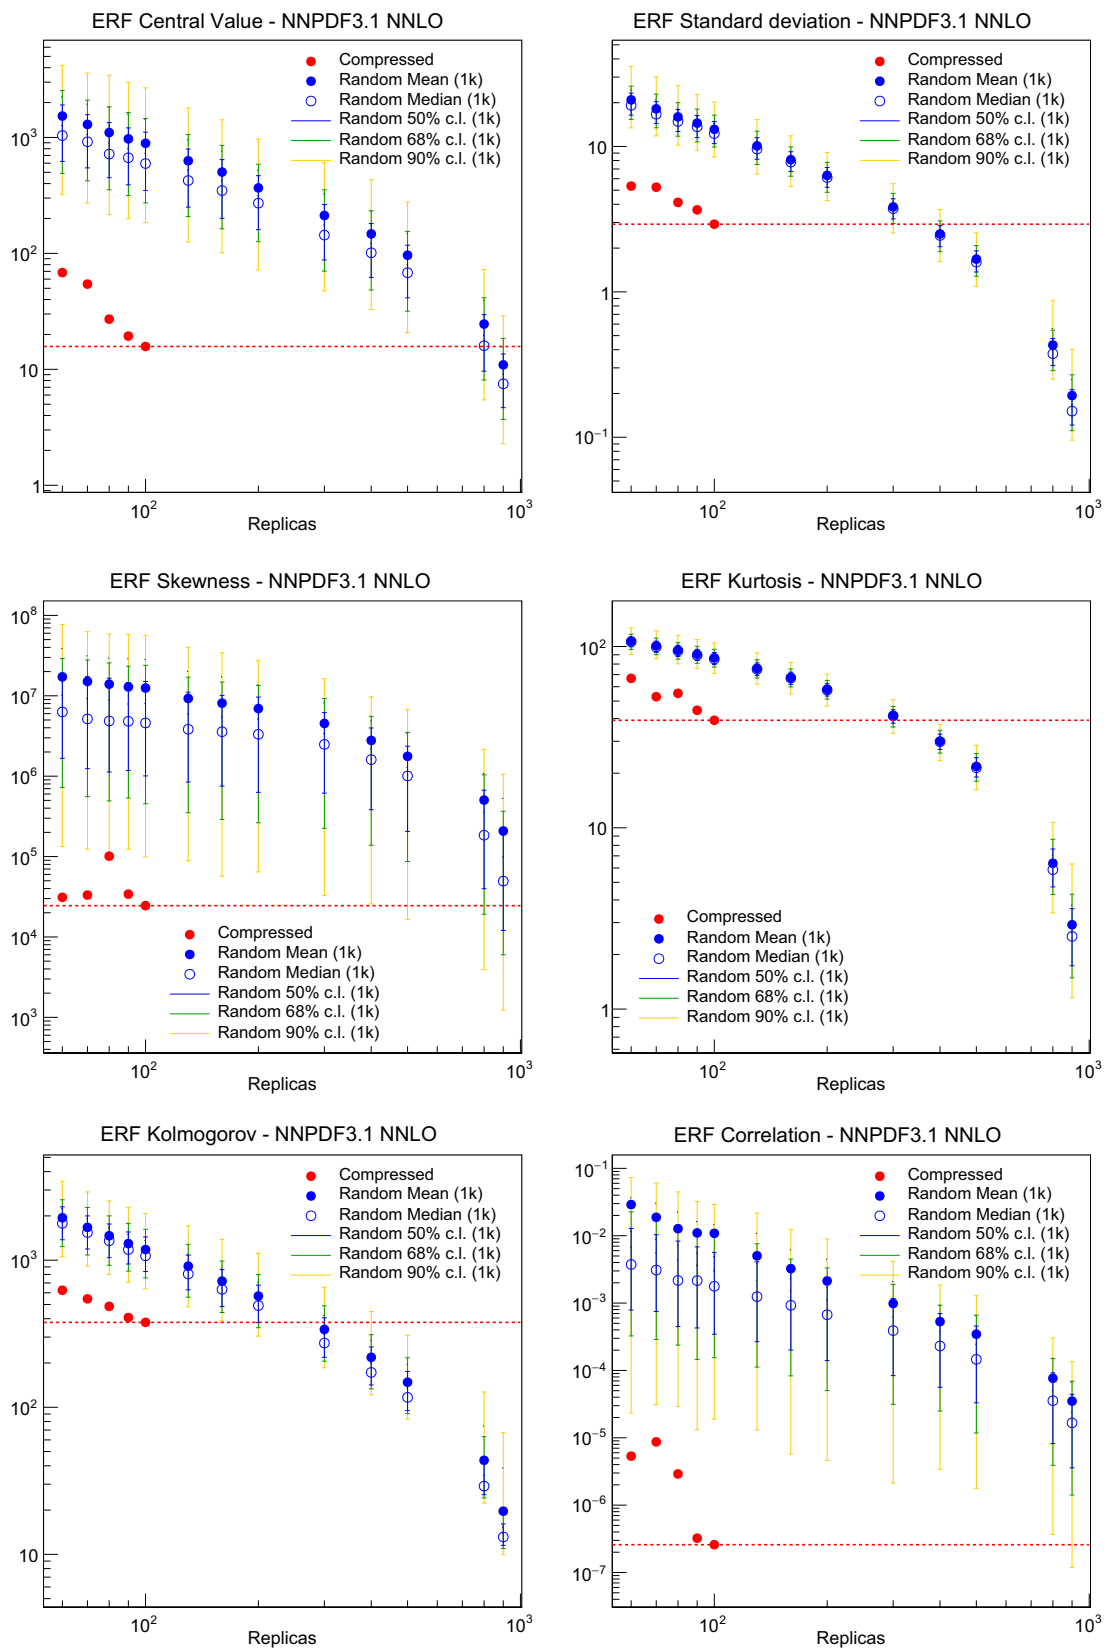 ERF Central Value - NNPDF3.1 NNLO
Compressed
Random Mean (1k)
Random Median (1k)
Random 50% c.l. (1k)
Random 68% c.l. (1k)
Random 90% c.l. (1k)
10³
10²
10
1
10² 10³
Replicas
ERF Standard deviation - NNPDF3.1 NNLO
Compressed
Random Mean (1k)
Random Median (1k)
Random 50% c.l. (1k)
Random 68% c.l. (1k)
Random 90% c.l. (1k)
10
1
10⁻¹
10² 10³
Replicas
ERF Skewness - NNPDF3.1 NNLO
10⁸
10⁷
10⁶
10⁵
10⁴
10³
Compressed
Random Mean (1k)
Random Median (1k)
Random 50% c.l. (1k)
Random 68% c.l. (1k)
Random 90% c.l. (1k)
10² 10³
Replicas
ERF Kurtosis - NNPDF3.1 NNLO
10²
10
1
Compressed
Random Mean (1k)
Random Median (1k)
Random 50% c.l. (1k)
Random 68% c.l. (1k)
Random 90% c.l. (1k)
10² 10³
Replicas
ERF Kolmogorov - NNPDF3.1 NNLO
Compressed
Random Mean (1k)
Random Median (1k)
Random 50% c.l. (1k)
Random 68% c.l. (1k)
Random 90% c.l. (1k)
10³
10²
10
10² 10³
Replicas
ERF Correlation - NNPDF3.1 NNLO
Compressed
Random Mean (1k)
Random Median (1k)
Random 50% c.l. (1k)
Random 68% c.l. (1k)
Random 90% c.l. (1k)
10⁻¹
10⁻²
10⁻³
10⁻⁴
10⁻⁵
10⁻⁶
10⁻⁷
10² 10³
Replicas